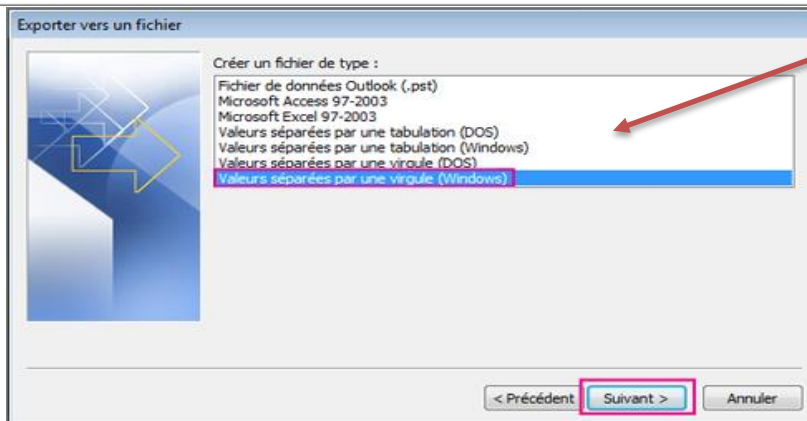 Exporter vers un fichier
Créer un fichier de type :
Fichier de données Outlook (.pst)
Microsoft Access 97-2003
Microsoft Excel 97-2003
Valeurs séparées par une tabulation (DOS)
Valeurs séparées par une tabulation (Windows)
Valeurs séparées par une virgule (DOS)
Valeurs séparées par une virgule (Windows)
< Précédent Suivant > Annuler